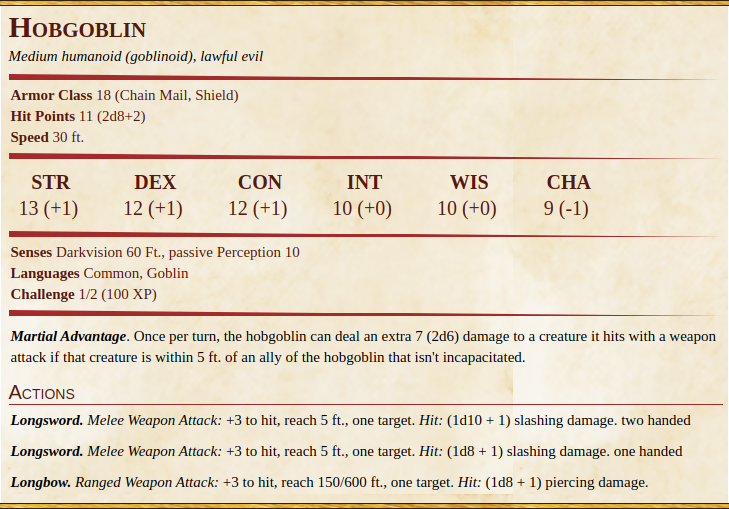 Hobgoblin
Medium humanoid (goblinoid), lawful evil
Armor Class 18 (Chain Mail, Shield)
Hit Points 11 (2d8+2)
Speed 30 ft.
STR DEX CON INT WIS CHA
13 (+1) 12 (+1) 12 (+1) 10 (+0) 10 (+0) 9 (-1)
Senses Darkvision 60 Ft., passive Perception 10
Languages Common, Goblin
Challenge 1/2 (100 XP)
Martial Advantage. Once per turn, the hobgoblin can deal an extra 7 (2d6) damage to a creature it hits with a weapon
attack if that creature is within 5 ft. of an ally of the hobgoblin that isn't incapacitated.
Actions
Longsword. Melee Weapon Attack: +3 to hit, reach 5 ft., one target. Hit: (1d10 + 1) slashing damage. two handed
Longsword. Melee Weapon Attack: +3 to hit, reach 5 ft., one target. Hit: (1d8 + 1) slashing damage. one handed
Longbow. Ranged Weapon Attack: +3 to hit, reach 150/600 ft., one target. Hit: (1d8 + 1) piercing damage.